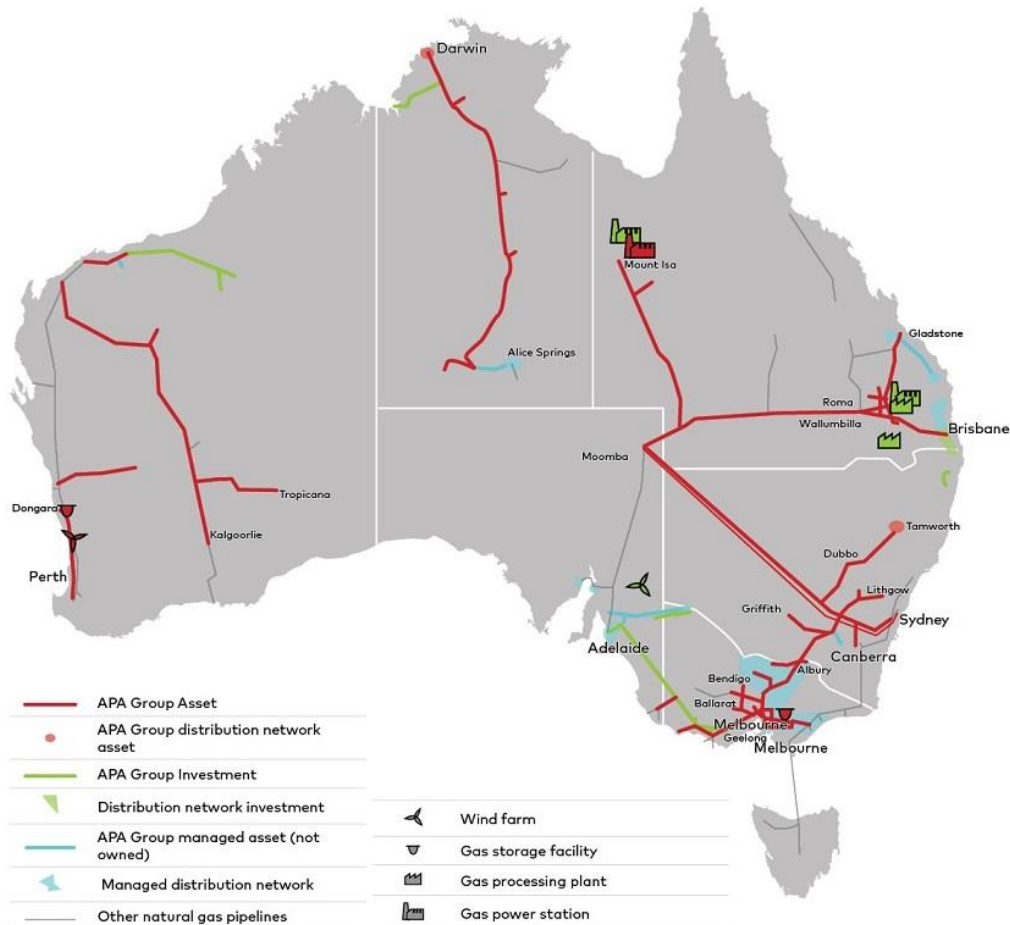 Darwin
Mount Isa
Gladstone
Alice Springs
Roma
Wallumbilla
Brisbane
Moomba
Tropicana
Dongara
Tamworth
Kalgoorlie
Dubbo
Perth
Lithgow
Griffith
Sydney
Adelaide
Canberra
Albury
Bendigo
Ballarat
Melbourne
Geelong
Melbourne
APA Group Asset
APA Group distribution network
asset
APA Group Investment
Distribution network investment
APA Group managed asset (not
owned)
Managed distribution network
Other natural gas pipelines
Wind farm
Gas storage facility
Gas processing plant
Gas power station